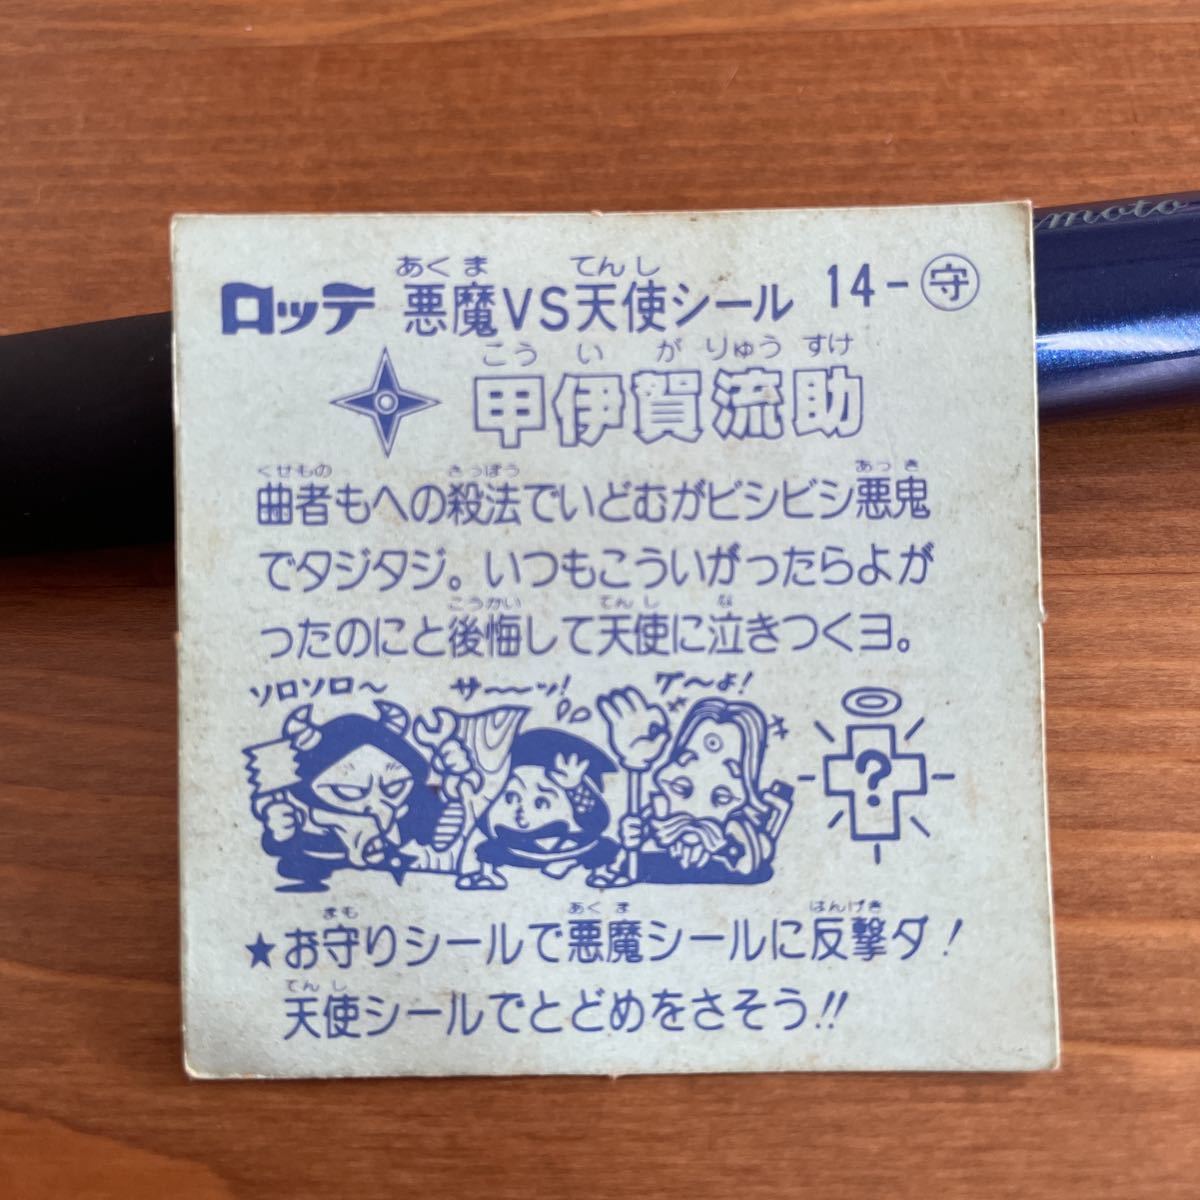 ロッテ 悪魔VS天使シール 14-守
あくま てんし
こういがりゅうすけ
甲伊賀流助
くせもの さっぽう あっき
曲者もへの殺法でいどむがビシビシ悪鬼
でタジタジ。いつもこういがったらよが
こうかい てんし な
ったのにと後悔して天使に泣きつくヨ。
ソロソロ〜 サ〜〜ッ! ゲ〜よ!
?
まも あくま はんげき
★お守りシールで悪魔シールに反撃ダ!
てんし
天使シールでとどめをさそう!!
moto